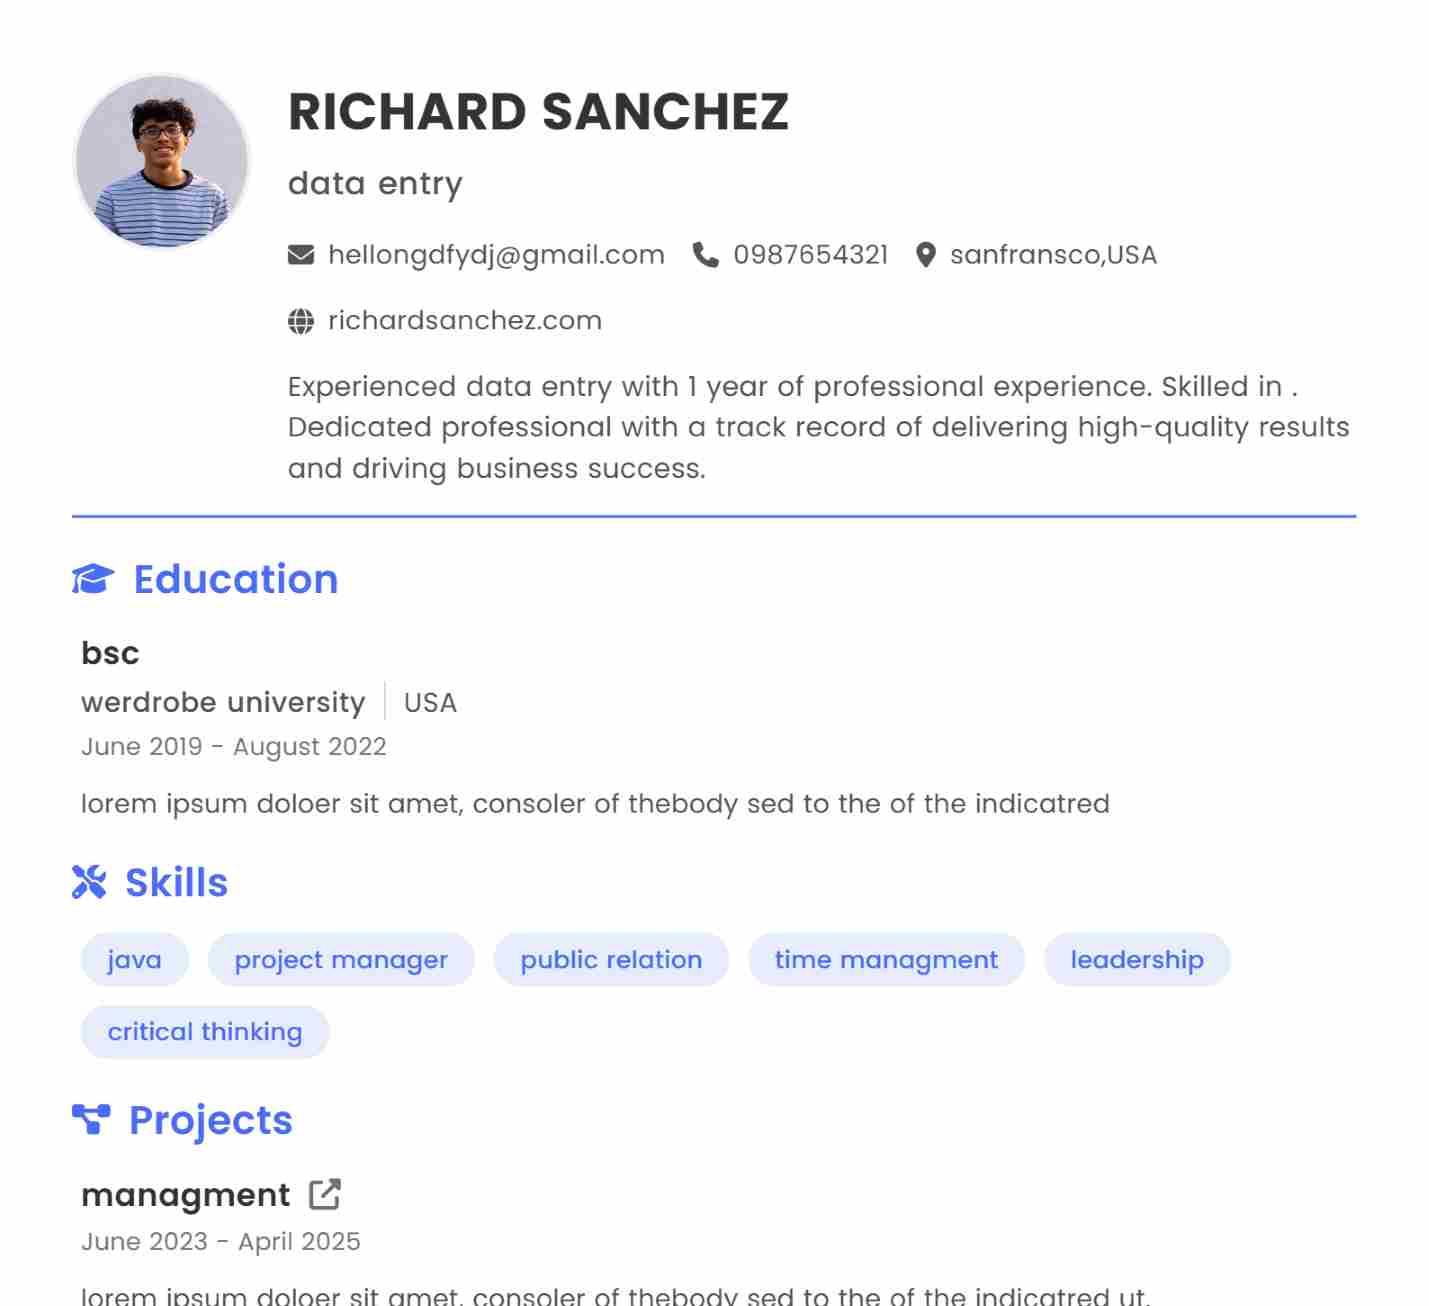 RICHARD SANCHEZ
data entry
hellongdfydj@gmail.com 0987654321 sanfransco,USA
richardsanchez.com
Experienced data entry with 1 year of professional experience. Skilled in .
Dedicated professional with a track record of delivering high-quality results
and driving business success.
Education
bsc
werdrobe university USA
June 2019 - August 2022
lorem ipsum doloer sit amet, consoler of thebody sed to the of the indicatred
Skills
java project manager public relation time managment leadership
critical thinking
Projects
managment
June 2023 - April 2025
lorem ipsum doloer sit amet, consoler of thebody sed to the of the indicatred ut.